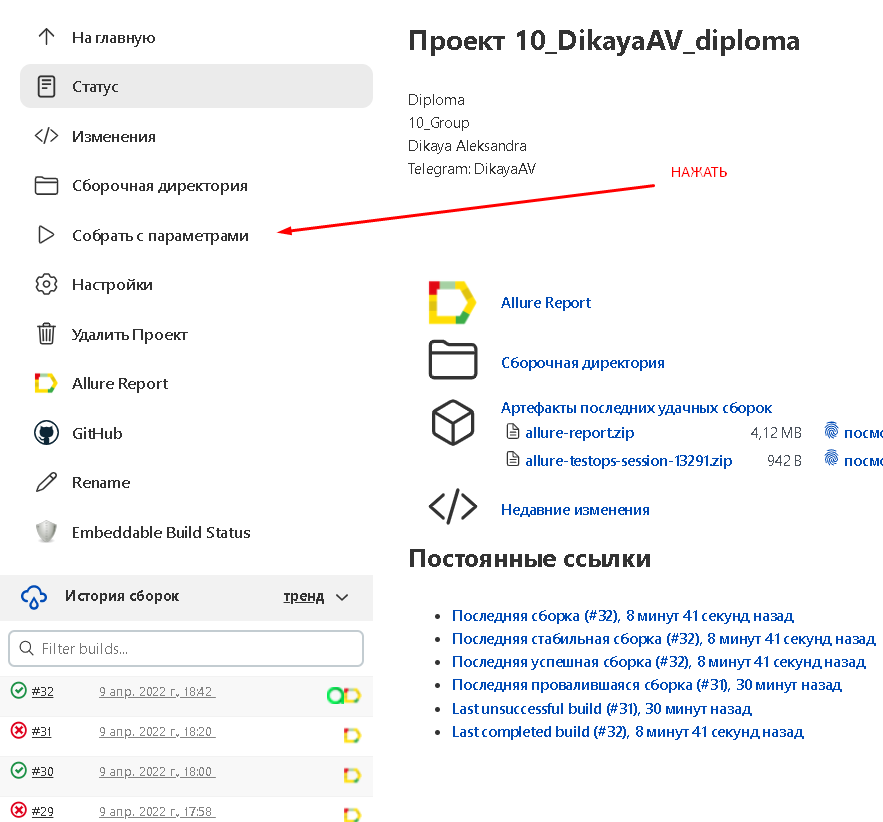 На главную
Статус
Изменения
Сборочная директория
Собрать с параметрами
Настройки
Удалить Проект
Allure Report
GitHub
Rename
Embeddable Build Status
История сборок тренд
Filter builds...
#32 9 апр. 2022 г., 18:42
#31 9 апр. 2022 г., 18:20
#30 9 апр. 2022 г., 18:00
#29 9 апр. 2022 г., 17:58
Проект 10_DikayaAV_diploma
Diploma
10_Group
Dikaya Aleksandra
Telegram: DikayaAV
НАЖАТЬ
Allure Report
Сборочная директория
Артефакты последних удачных сборок
allure-report.zip 4,12 MB посмо
allure-testops-session-13291.zip 942 B посмо
Недавние изменения
Постоянные ссылки
Последняя сборка (#32), 8 минут 41 секунд назад
Последняя стабильная сборка (#32), 8 минут 41 секунд назад
Последняя успешная сборка (#32), 8 минут 41 секунд назад
Последняя провалившаяся сборка (#31), 30 минут назад
Last unsuccessful build (#31), 30 минут назад
Last completed build (#32), 8 минут 41 секунд назад